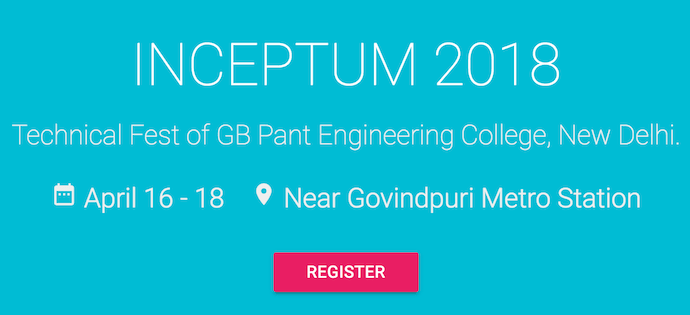 INCEPTUM 2018
Technical Fest of GB Pant Engineering College, New Delhi.
April 16 - 18 Near Govindpuri Metro Station
REGISTER